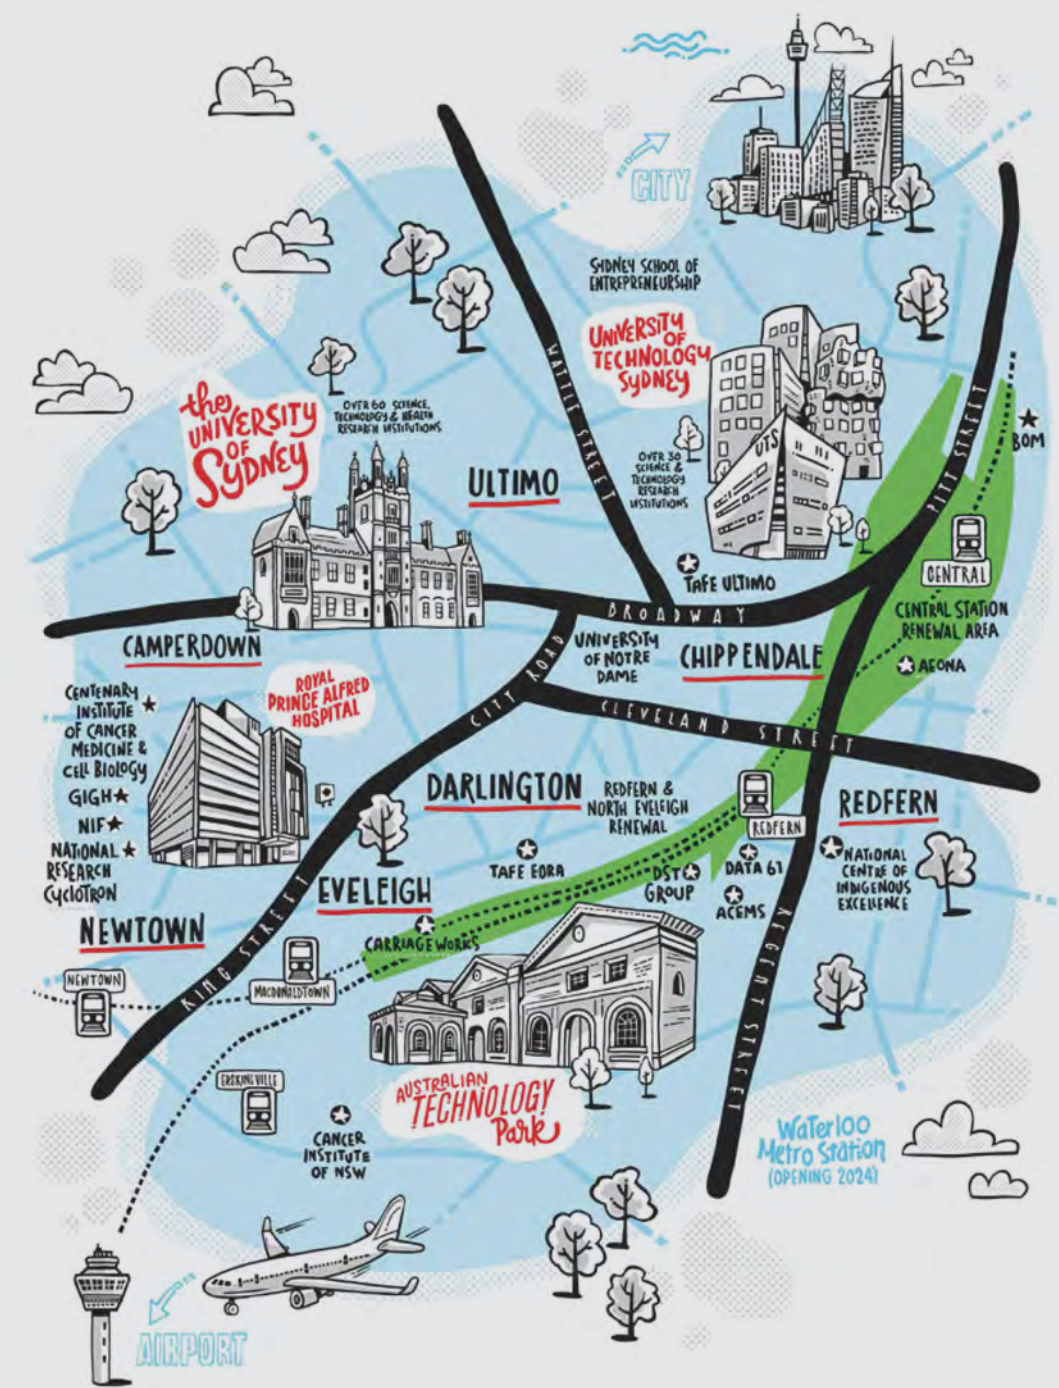 CITY
SYDNEY SCHOOL OF
ENTREPRENEURSHIP
UNIVERSITY
OF
TECHNOLOGY
SYDNEY
WATTLE STREET
the
UNIVERSITY
OF
SYDNEY
OVER 60 SCIENCE,
TECHNOLOGY & HEALTH
RESEARCH INSTITUTIONS
PITT STREET
BOM
UTS
OVER 30
SCIENCE &
TECHNOLOGY
RESEARCH
INSTITUTIONS
ULTIMO
TAFE ULTIMO
CENTRAL
BROADWAY
CENTRAL STATION
RENEWAL AREA
CAMPERDOWN
UNIVERSITY
OF NOTRE
DAME
CHIPPENDALE
AEONA
CITY ROAD
ROYAL
PRINCE ALFRED
HOSPITAL
CENTENARY
INSTITUTE
OF CANCER
MEDICINE &
CELL BIOLOGY
GIGH
NIF
NATIONAL
RESEARCH
CYCLOTRON
CLEVELAND STREET
DARLINGTON
REDFERN &
NORTH EVELEIGH
RENEWAL
REDFERN
REDFERN
TAFE EORA
DST
GROUP
DATA 61
ACEMS
NATIONAL
CENTRE OF
INDIGENOUS
EXCELLENCE
EVELEIGH
CARRIAGEWORKS
NEWTOWN
KING STREET
NEWTOWN
MACDONALDTOWN
REGENT STREET
ERSKINEVILLE
AUSTRALIAN
TECHNOLOGY
Park
CANCER
INSTITUTE
OF NSW
Waterloo
Metro Station
(OPENING 2024)
AIRPORT